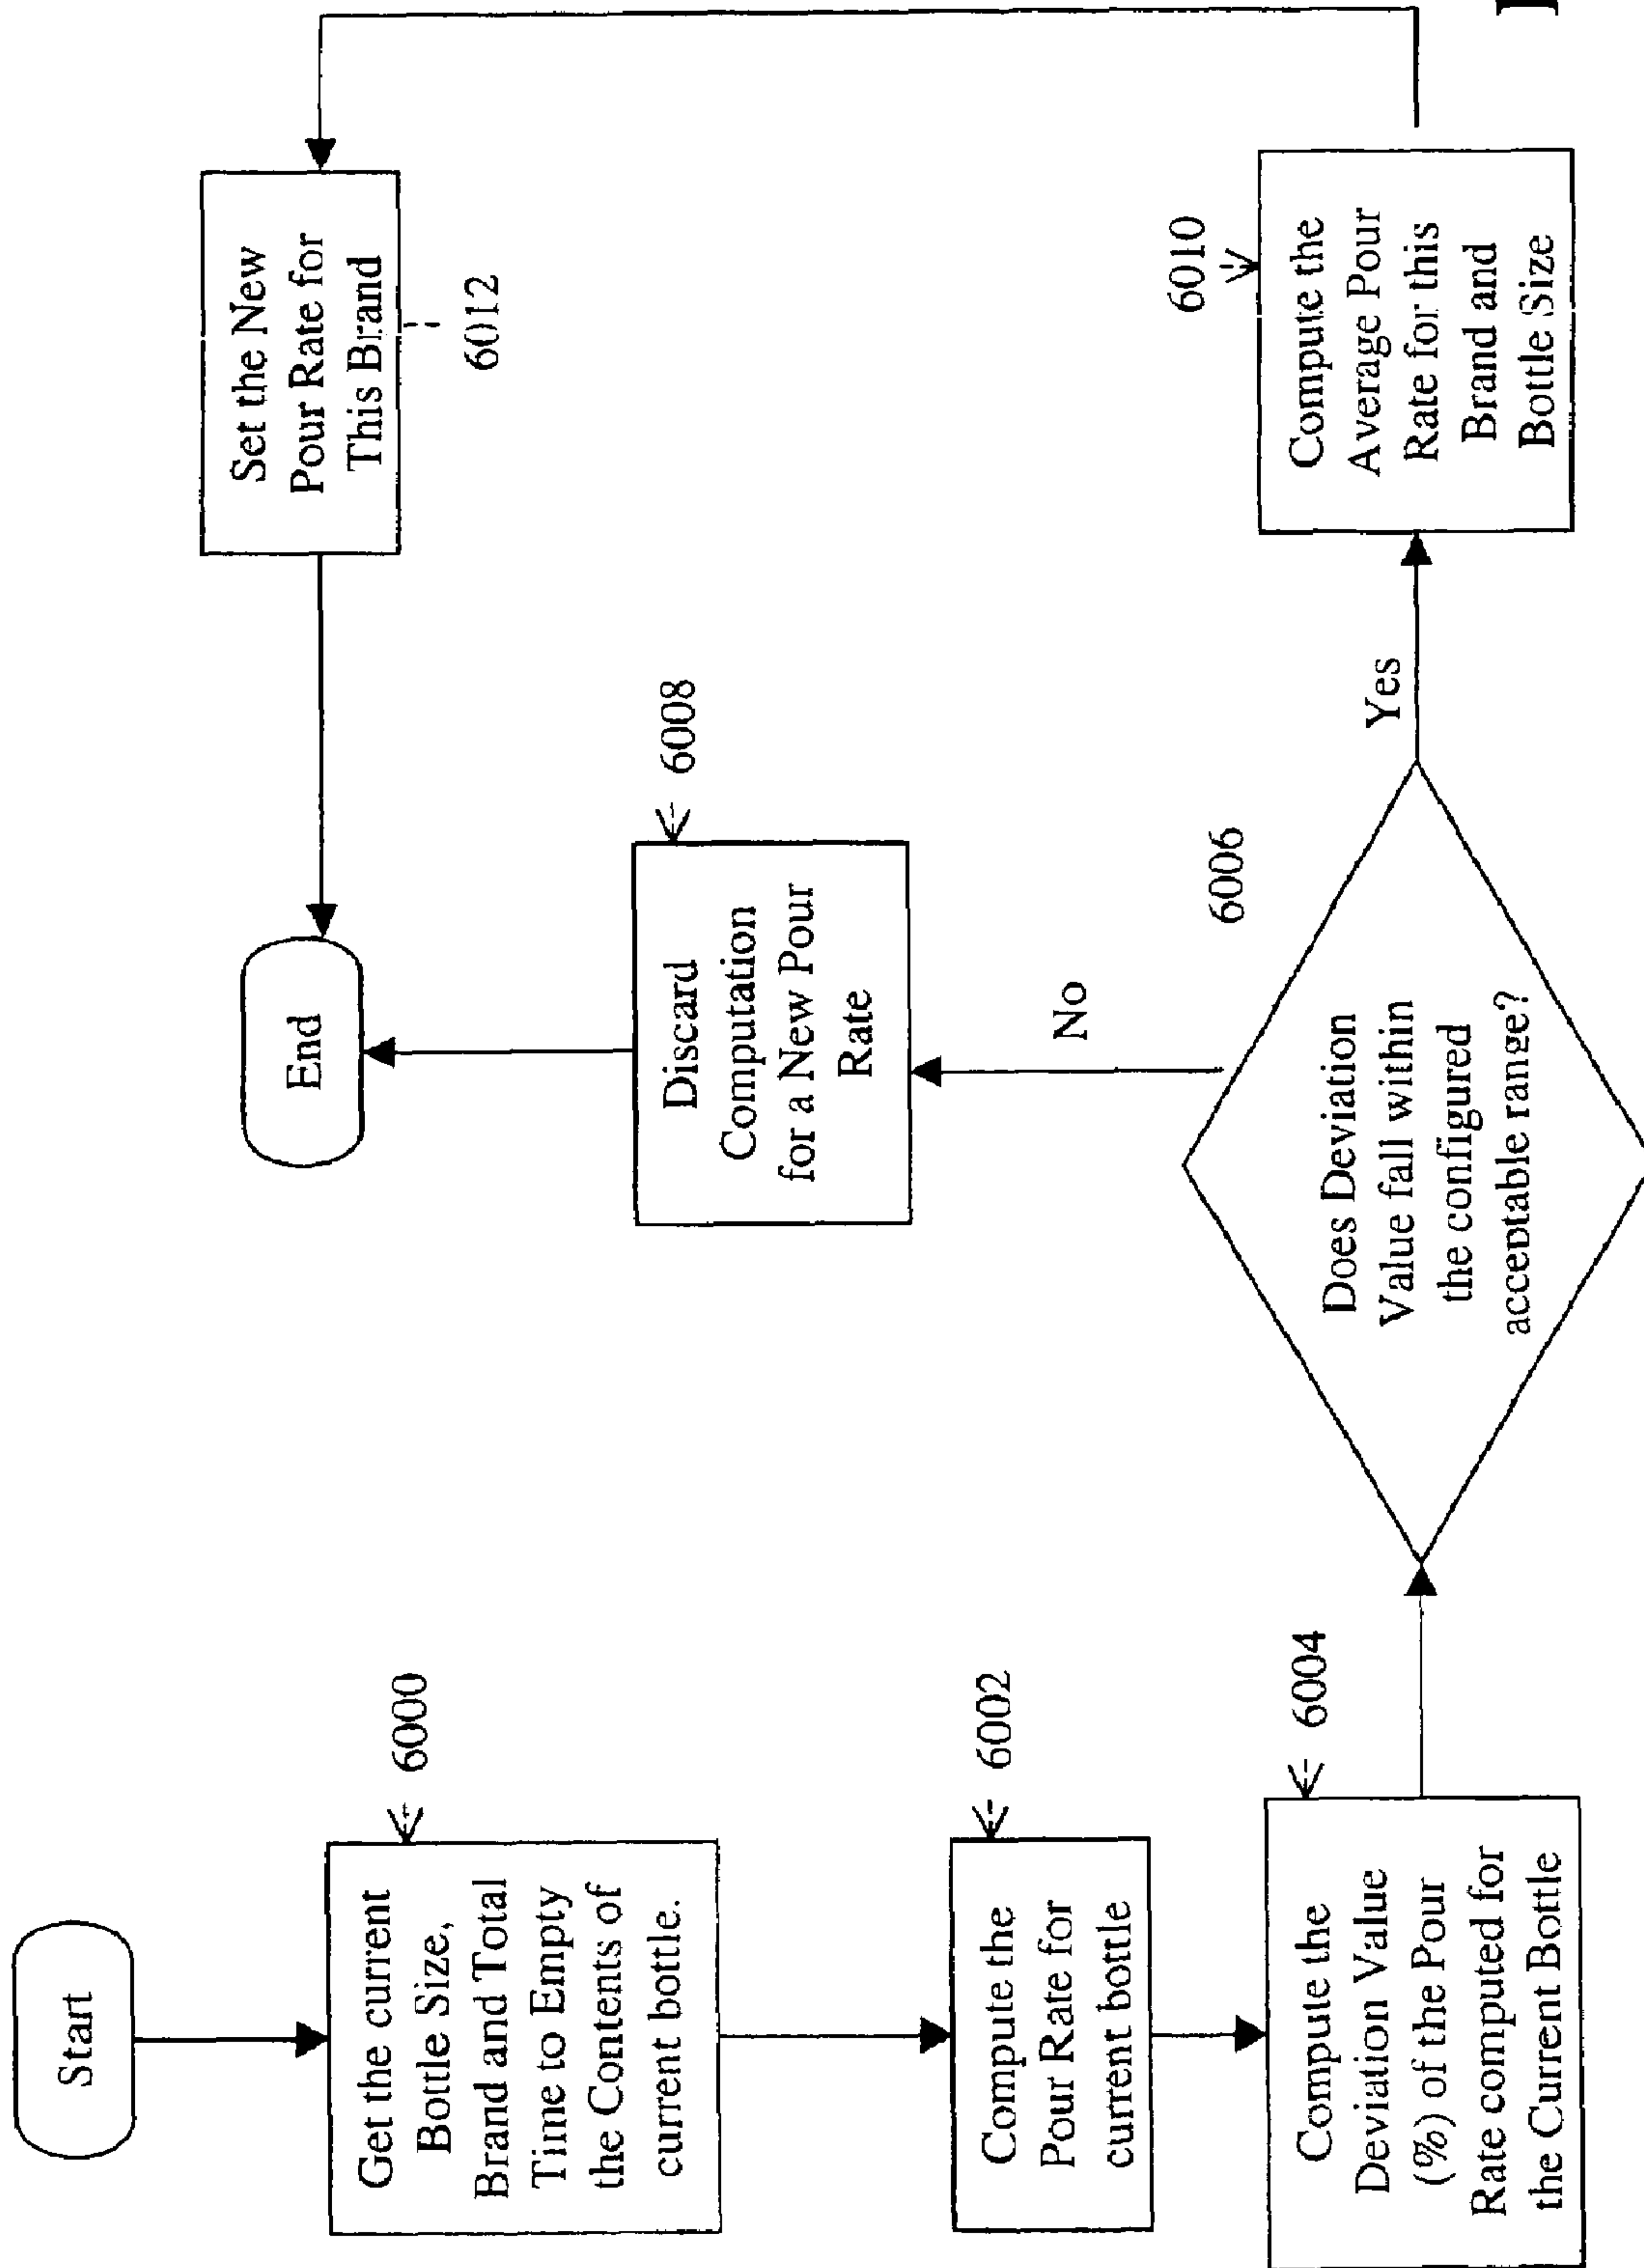 Start
Get the current
Bottle Size,
Brand and Total
Time to Empty
the Contents of
current bottle.
6000
Compute the
Pour Rate for
current bottle
6002
Compute the
Deviation Value
(%) of the Pour
Rate computed for
the Current Bottle
6004
Does Deviation
Value fall within
the configured
acceptable range?
6006
No
Discard
Computation
for a New Pour
Rate
6008
End
Yes
Compute the
Average Pour
Rate for this
Brand and
Bottle Size
6010
Set the New
Pour Rate for
This Brand
6012